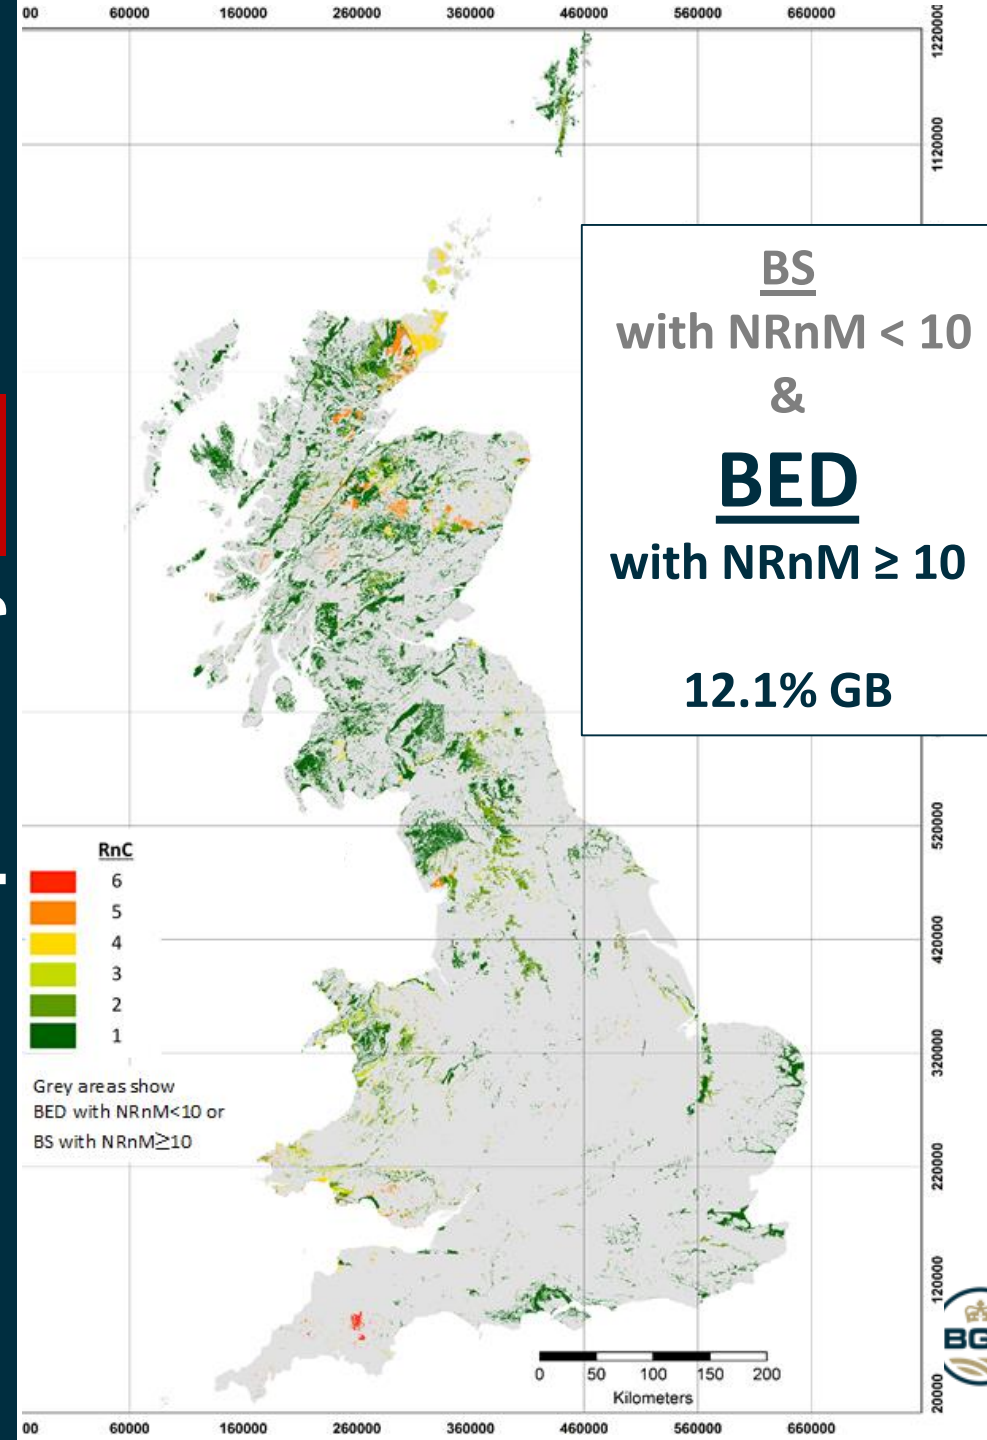 00 60000 160000 260000 360000 460000 560000 660000
1220000
1120000
BS
with NRnM < 10
&
BED
with NRnM ≥ 10
12.1% GB
520000
420000
320000
220000
120000
20000
RnC
6
5
4
3
2
1
Grey areas show
BED with NRnM<10 or
BS with NRnM≥10
0 50 100 150 200
Kilometers
BG
00 60000 160000 260000 360000 460000 560000 660000